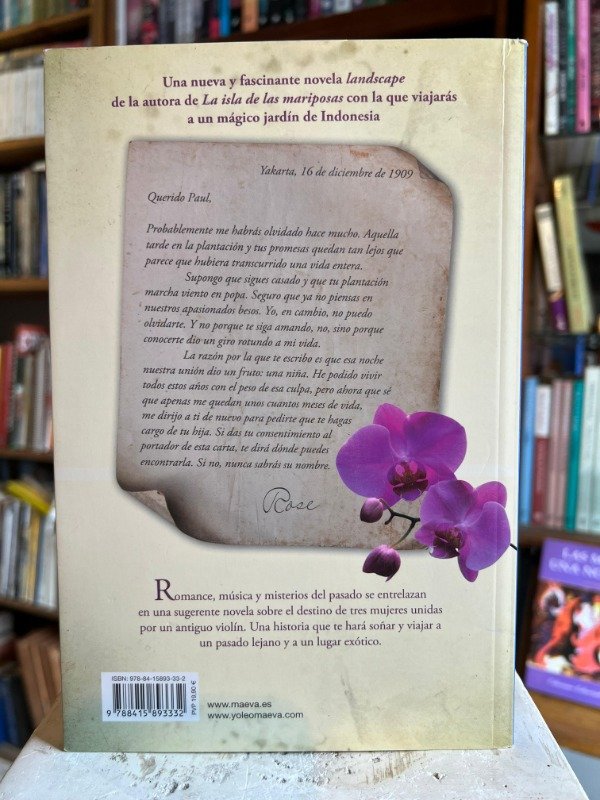 Una nueva y fascinante novela landscape
de la autora de La isla de las mariposas con la que viajarás
a un mágico jardín de Indonesia
Yakarta, 16 de diciembre de 1909
Querido Paul,
Probablemente me habrás olvidado hace mucho. Aquella
tarde en la plantación y tus promesas quedan tan lejos que
parece que hubiera transcurrido una vida entera.
Supongo que sigues casado y que tu plantación
marcha viento en popa. Seguro que ya no piensas en
nuestros apasionados besos. Yo, en cambio, no puedo
olvidarte. Y no porque te siga amando, no, sino porque
conocerte dio un giro rotundo a mi vida.
La razón por la que te escribo es que esa noche
nuestra unión dio un fruto: una niña. He podido vivir
todos estos años con el peso de esa culpa, pero ahora que sé
que apenas me quedan unos cuantos meses de vida,
me dirijo a ti de nuevo para pedirte que te hagas
cargo de tu hija. Si das tu consentimiento al
portador de esta carta, te dirá dónde puedes
encontrarla. Si no, nunca sabrás su nombre.
Rose
Romance, música y misterios del pasado se entrelazan
en una sugerente novela sobre el destino de tres mujeres unidas
por un antiguo violín. Una historia que te hará soñar y viajar a
un pasado lejano y a un lugar exótico.
ISBN: 978-84-15893-33-2
9 788415 893332
PVP 19,90 €
www.maeva.es
www.yoleomaeva.com